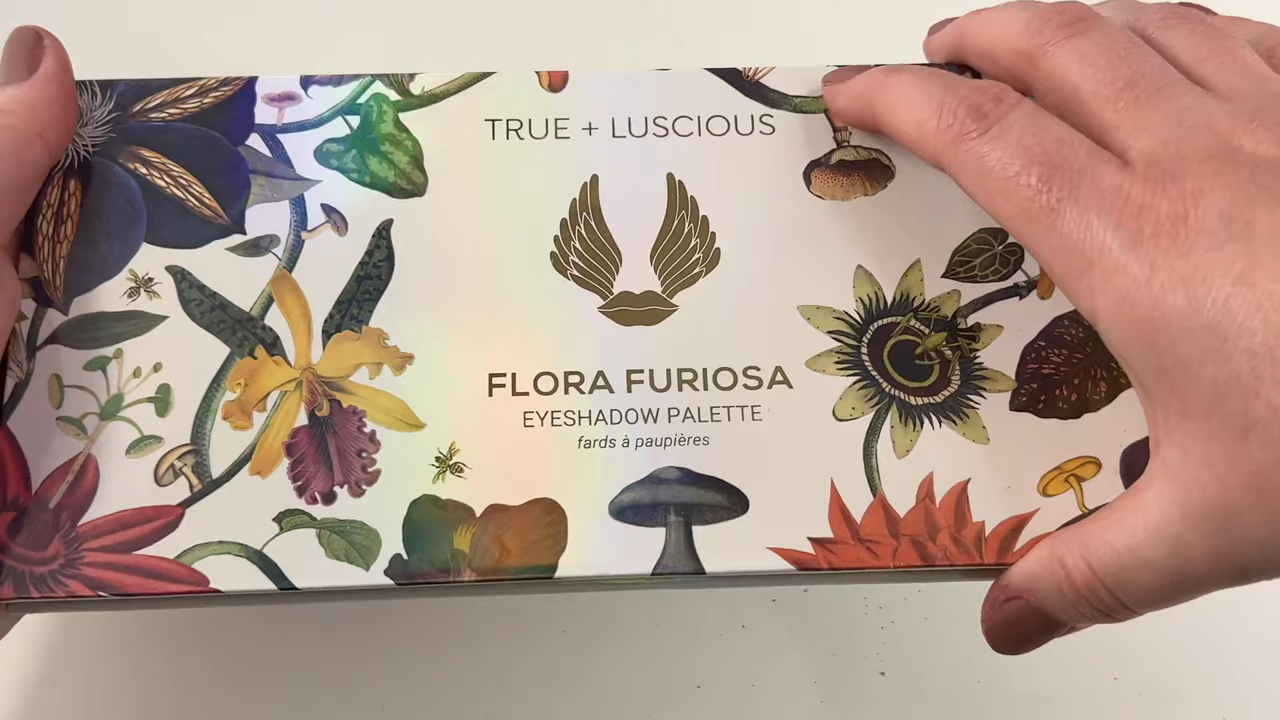 TRUE + LUSCIOUS
FLORA FURIOSA
EYESHADOW PALETTE
fards à paupières